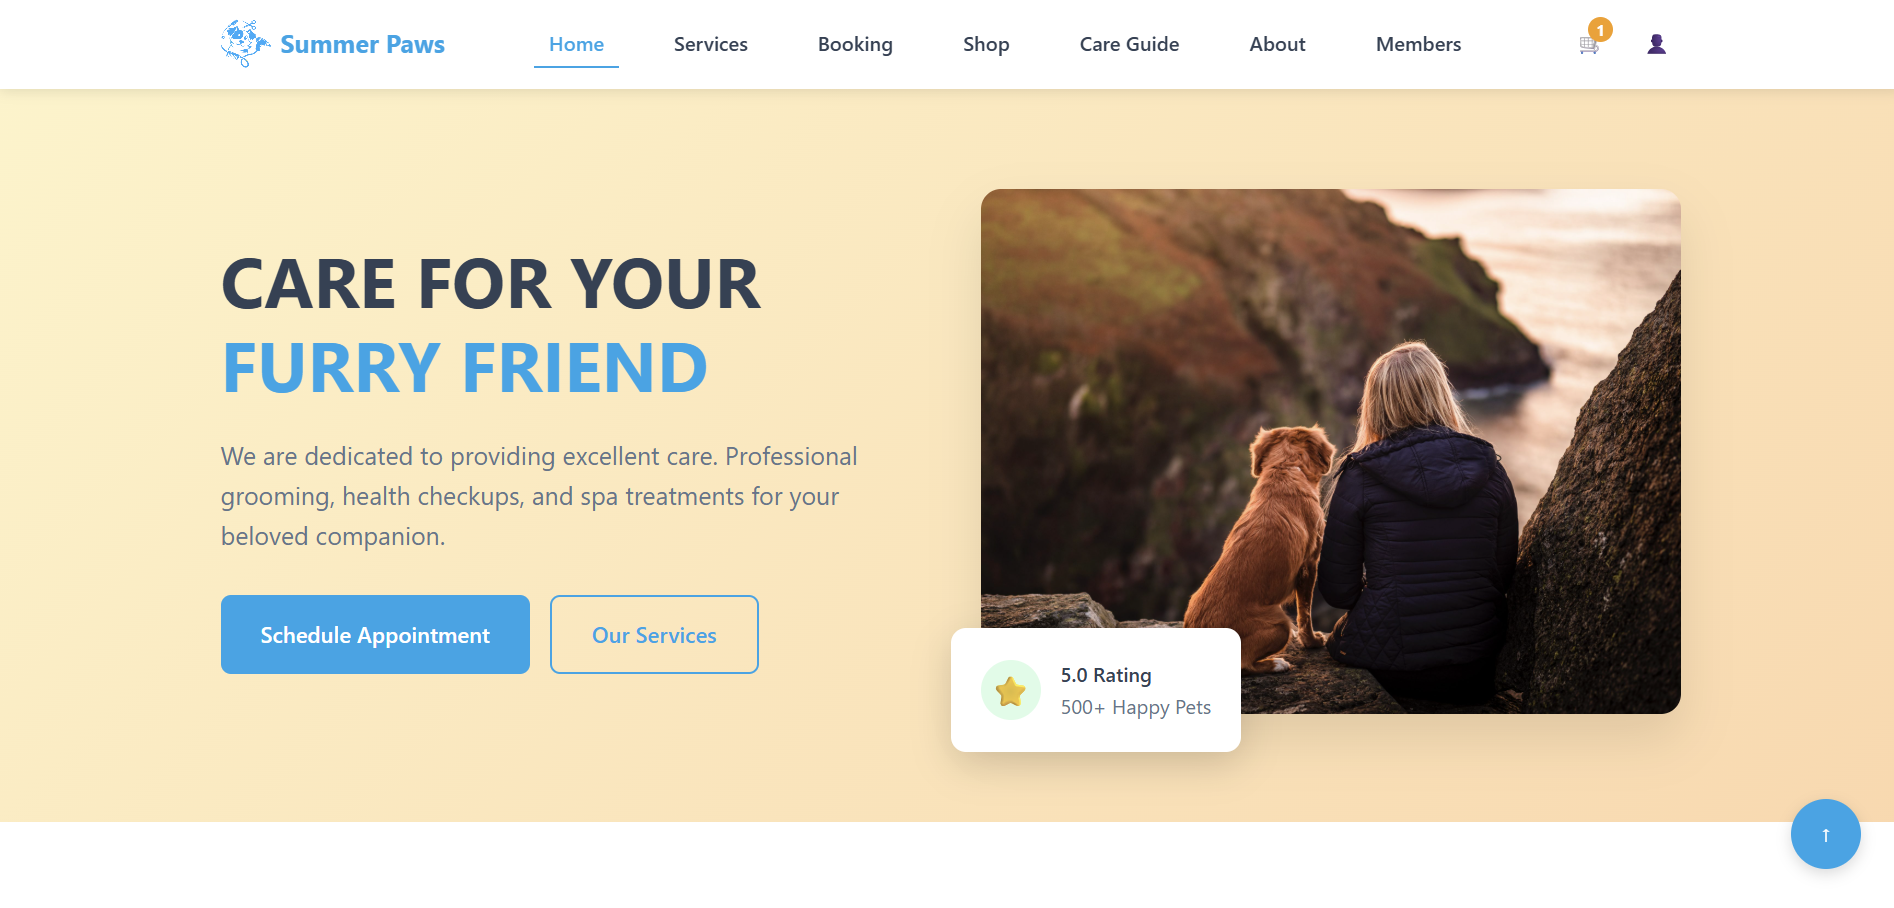 Summer Paws
Home
Services
Booking
Shop
Care Guide
About
Members
1
CARE FOR YOUR
FURRY FRIEND
We are dedicated to providing excellent care. Professional
grooming, health checkups, and spa treatments for your
beloved companion.
Schedule Appointment
Our Services
5.0 Rating
500+ Happy Pets
↑